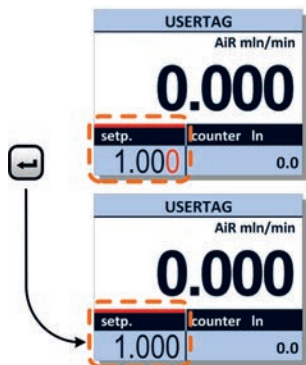 USERTAG
AiR mln/min
0.000
setp. counter ln
1.000 0.0
USERTAG
AiR mln/min
0.000
setp. counter ln
1.000 0.0